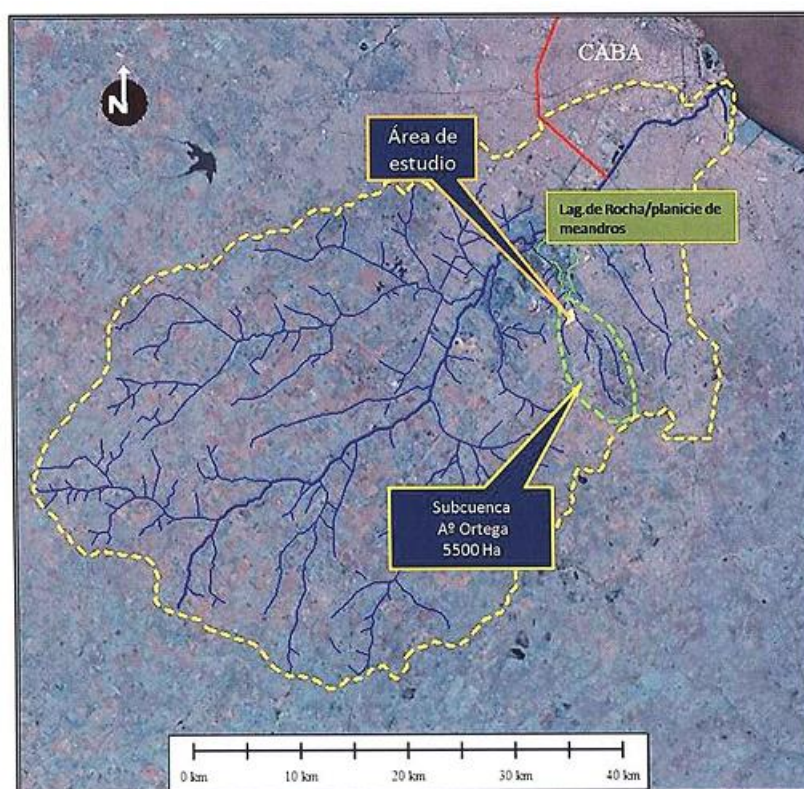 CABA
N
Área de
estudio
Lag.de Rocha/planicie de
meandros
Subcuenca
Aº Ortega
5500 Ha
0 km 10 km 20 km 30 km 40 km